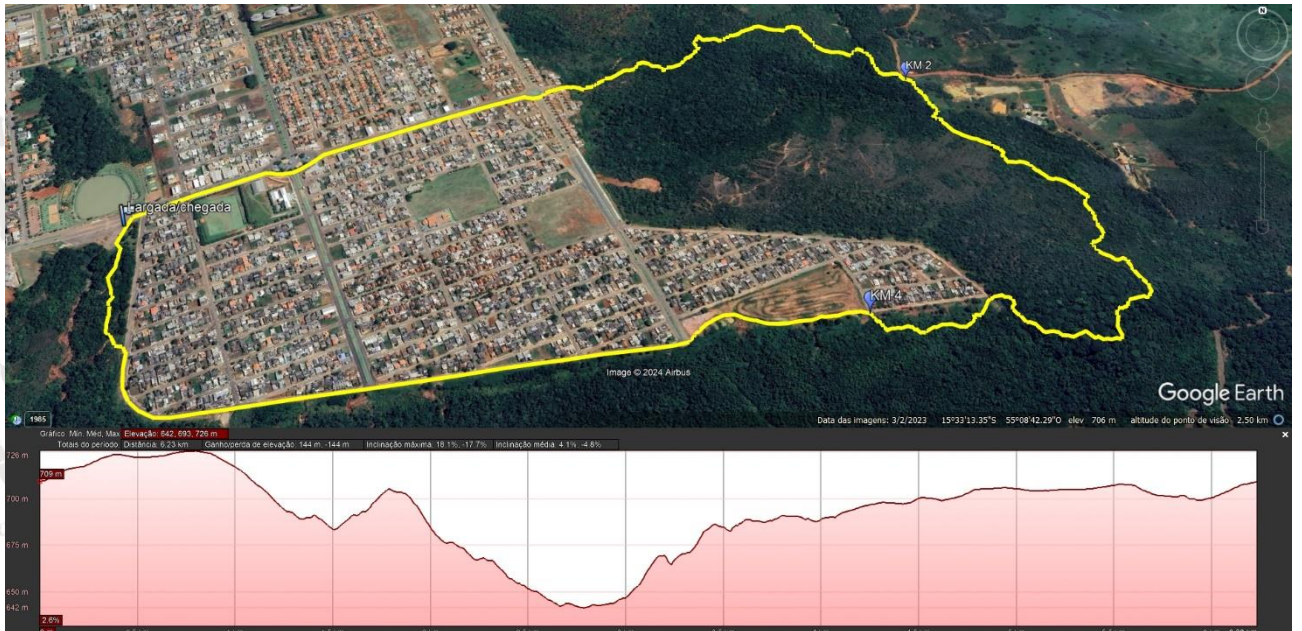 N
KM 2
Largada/chegada
KM 4
Image © 2024 Airbus
Google Earth
1985
Data das imagens: 3/2/2023 15°33'13.35"S 55°08'42.29"O elev 706 m altitude do ponto de visão 2.50 km
Gráfico Mín, Méd, Max Elevação: 642, 693, 726 m
Totais do período: Distância: 6.23 km Ganho/perda de elevação: 144 m, -144 m Inclinação máxima: 18.1%, -17.7% Inclinação média: 4.1%, -4.8%
726 m
709 m
700 m
675 m
650 m
642 m
2.6%